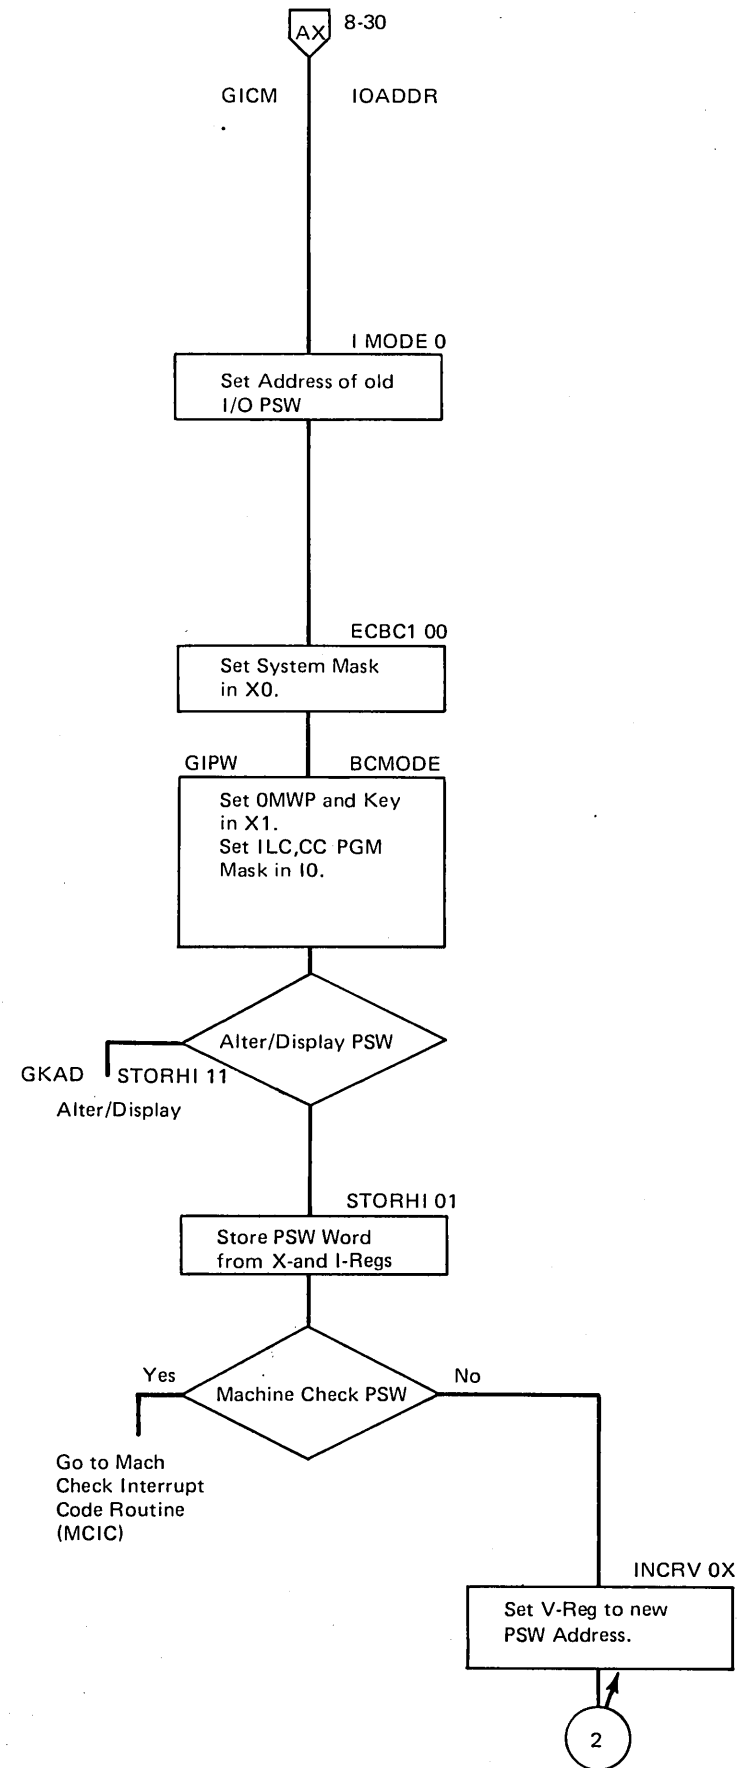 AX 8-30
GICM IOADDR
I MODE 0
Set Address of old
I/O PSW
ECBC1 00
Set System Mask
in X0.
GIPW BCMODE
Set 0MWP and Key
in X1.
Set ILC,CC PGM
Mask in I0.
Alter/Display PSW
GKAD STORHI 11
Alter/Display
STORHI 01
Store PSW Word
from X-and I-Regs
Yes No
Machine Check PSW
Go to Mach
Check Interrupt
Code Routine
(MCIC)
INCRV 0X
Set V-Reg to new
PSW Address.
2